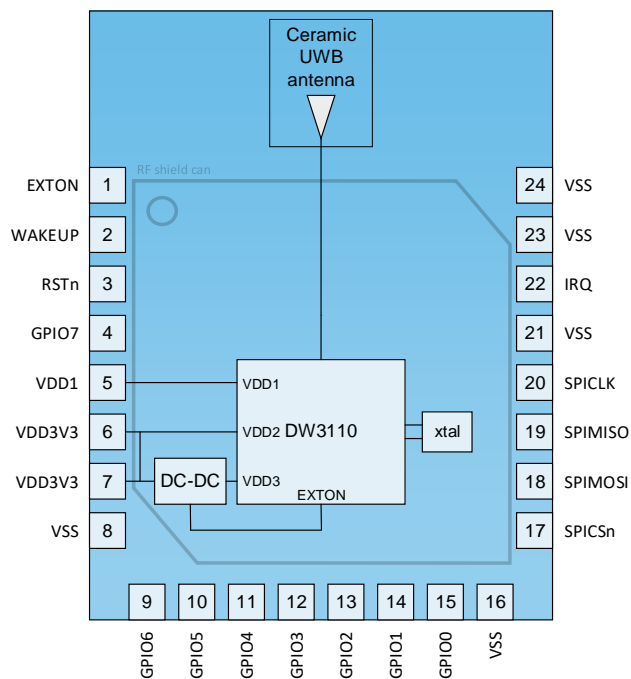 Ceramic
UWB
antenna
RF shield can
EXTON 1
WAKEUP 2
RSTn 3
GPIO7 4
VDD1 5
VDD3V3 6
VDD3V3 7
VSS 8
24 VSS
23 VSS
22 IRQ
21 VSS
20 SPICLK
19 SPIMISO
18 SPIMOSI
17 SPICSn
VDD1
VDD2 DW3110
VDD3
EXTON
xtal
DC-DC
9 10 11 12 13 14 15 16
GPIO6
GPIO5
GPIO4
GPIO3
GPIO2
GPIO1
GPIO0
VSS